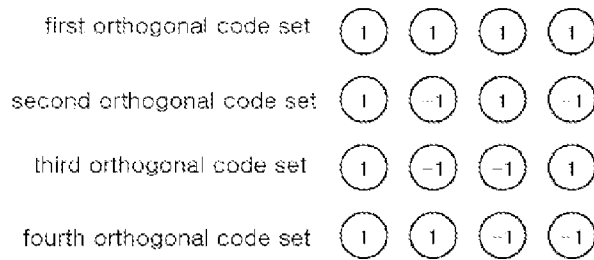 first orthogonal code set 1 1 1 1
second orthogonal code set 1 -1 1 -1
third orthogonal code set 1 -1 -1 1
fourth orthogonal code set 1 1 -1 -1